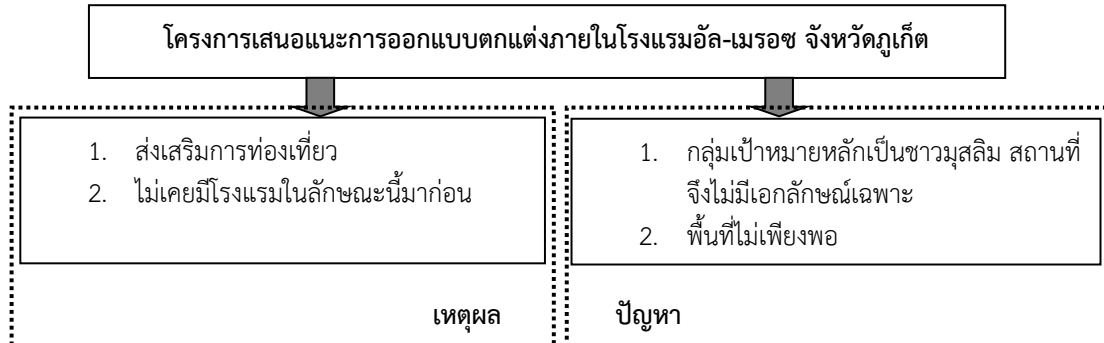 โครงการเสนอแนะการออกแบบตกแต่งภายในโรงแรมอัล-เมรอซ จังหวัดภูเก็ต
1. ส่งเสริมการท่องเที่ยว
2. ไม่เคยมีโรงแรมในลักษณะนี้มาก่อน
เหตุผล
1. กลุ่มเป้าหมายหลักเป็นชาวมุสลิม สถานที่
จึงไม่มีเอกลักษณ์เฉพาะ
2. พื้นที่ไม่เพียงพอ
ปัญหา